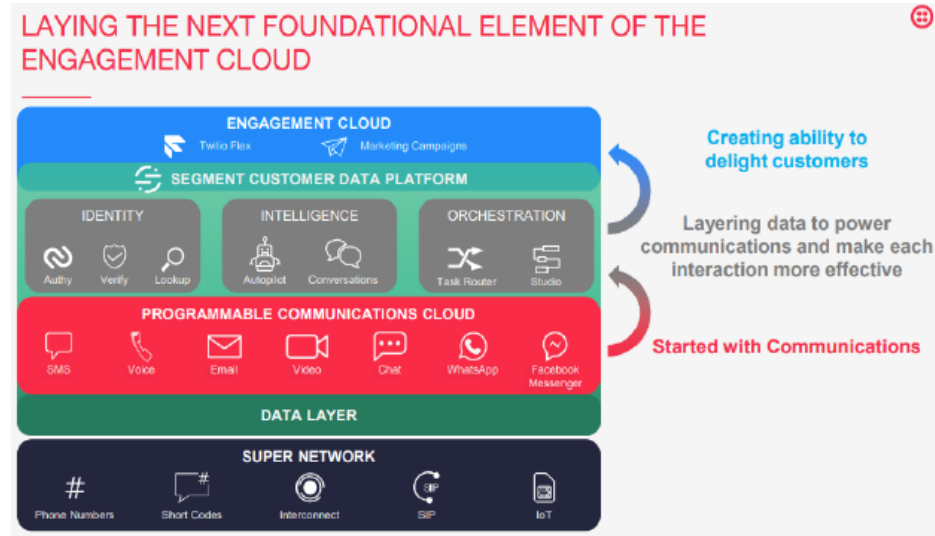 LAYING THE NEXT FOUNDATIONAL ELEMENT OF THE
ENGAGEMENT CLOUD
ENGAGEMENT CLOUD
Twilio Flex
Marketing Campaigns
SEGMENT CUSTOMER DATA PLATFORM
IDENTITY
Authy
Verify
Lookup
INTELLIGENCE
Autopilot
Conversations
ORCHESTRATION
Task Router
Studio
PROGRAMMABLE COMMUNICATIONS CLOUD
SMS
Voice
Email
Video
Chat
WhatsApp
Facebook
Messenger
DATA LAYER
SUPER NETWORK
#
Phone Numbers
#
Short Codes
Interconnect
SIP
SIP
IoT
Creating ability to
delight customers
Layering data to power
communications and make each
interaction more effective
Started with Communications